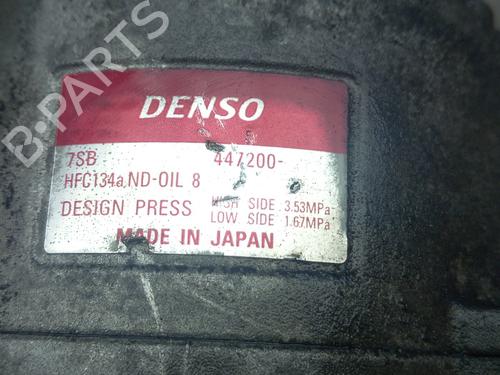 B-PARTS
DENSO
7SB 447200-
HFC134a,ND-OIL 8
DESIGN PRESS HIGH SIDE 3.53MPa
LOW SIDE 1.67MPa
MADE IN JAPAN